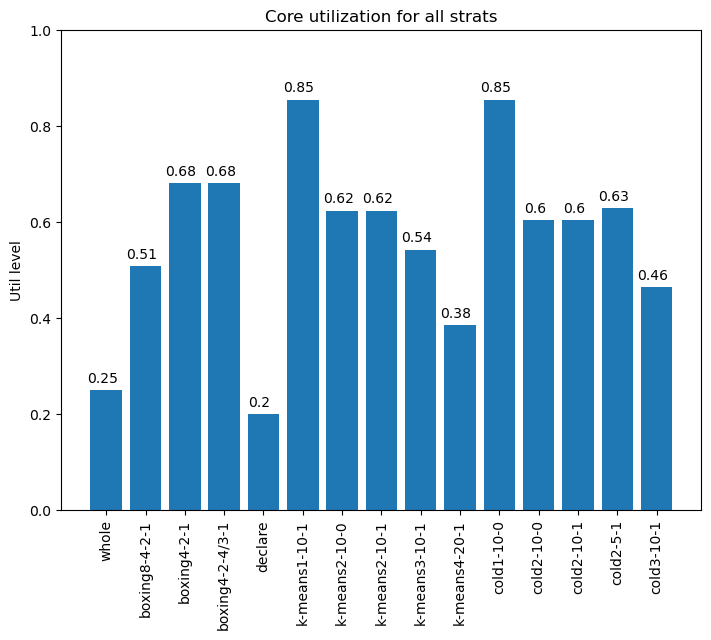 Core utilization for all strats
Util level
1.0
0.8
0.6
0.4
0.2
0.0
0.25
0.51
0.68
0.68
0.2
0.85
0.62
0.62
0.54
0.38
0.85
0.6
0.6
0.63
0.46
whole
boxing8-4-2-1
boxing4-2-1
boxing4-2-4/3-1
declare
k-means1-10-1
k-means2-10-0
k-means2-10-1
k-means3-10-1
k-means4-20-1
cold1-10-0
cold2-10-0
cold2-10-1
cold2-5-1
cold3-10-1